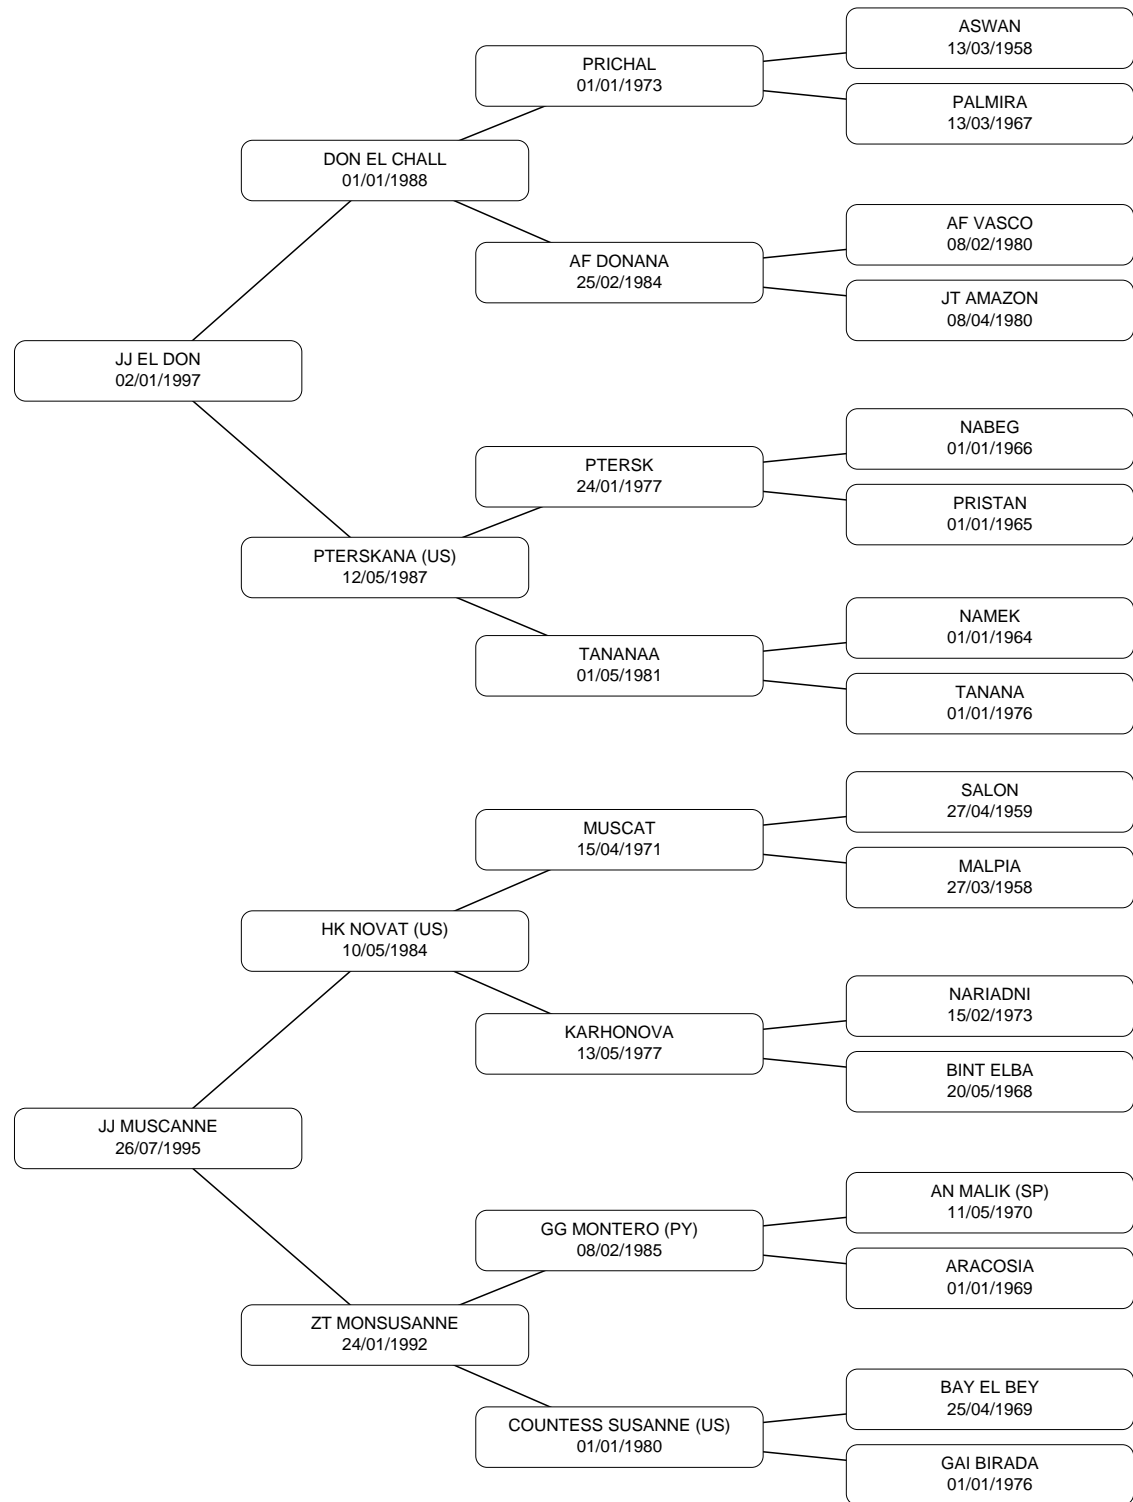 ASWAN
13/03/1958
PRICHAL
01/01/1973
PALMIRA
13/03/1967
DON EL CHALL
01/01/1988
AF VASCO
08/02/1980
AF DONANA
25/02/1984
JT AMAZON
08/04/1980
JJ EL DON
02/01/1997
NABEG
01/01/1966
PTERSK
24/01/1977
PRISTAN
01/01/1965
PTERSKANA (US)
12/05/1987
NAMEK
01/01/1964
TANANAA
01/05/1981
TANANA
01/01/1976
SALON
27/04/1959
MUSCAT
15/04/1971
MALPIA
27/03/1958
HK NOVAT (US)
10/05/1984
NARIADNI
15/02/1973
KARHONOVA
13/05/1977
BINT ELBA
20/05/1968
JJ MUSCANNE
26/07/1995
AN MALIK (SP)
11/05/1970
GG MONTERO (PY)
08/02/1985
ARACOSIA
01/01/1969
ZT MONSUSANNE
24/01/1992
BAY EL BEY
25/04/1969
COUNTESS SUSANNE (US)
01/01/1980
GAI BIRADA
01/01/1976